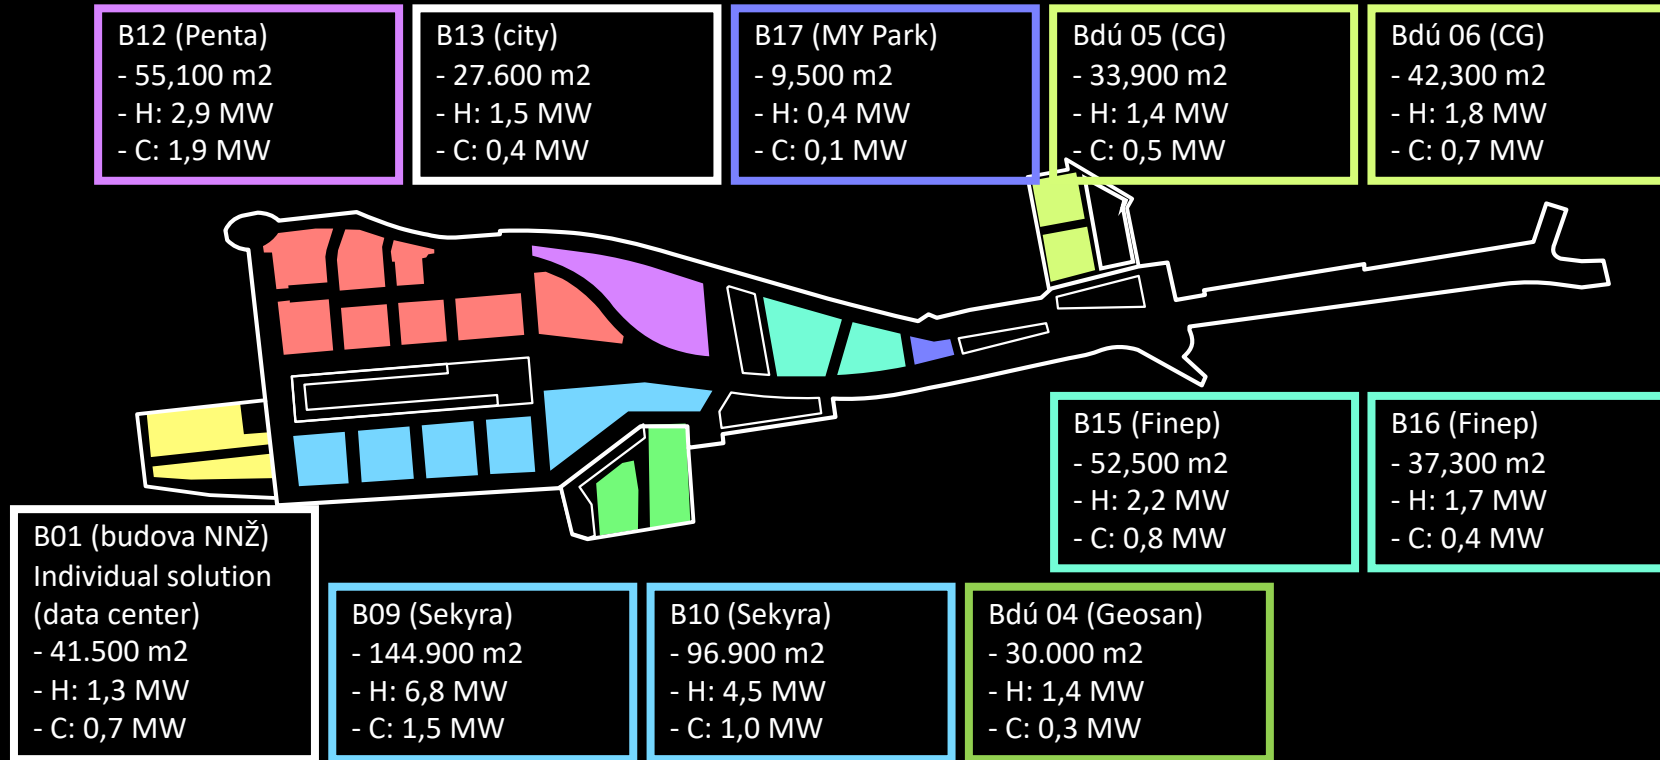 B12 (Penta)
- 55,100 m2
- H: 2,9 MW
- C: 1,9 MW
B13 (city)
- 27.600 m2
- H: 1,5 MW
- C: 0,4 MW
B17 (MY Park)
- 9,500 m2
- H: 0,4 MW
- C: 0,1 MW
Bdú 05 (CG)
- 33,900 m2
- H: 1,4 MW
- C: 0,5 MW
Bdú 06 (CG)
- 42,300 m2
- H: 1,8 MW
- C: 0,7 MW
B15 (Finep)
- 52,500 m2
- H: 2,2 MW
- C: 0,8 MW
B16 (Finep)
- 37,300 m2
- H: 1,7 MW
- C: 0,4 MW
B01 (budova NNŽ)
Individual solution
(data center)
- 41.500 m2
- H: 1,3 MW
- C: 0,7 MW
B09 (Sekyra)
- 144.900 m2
- H: 6,8 MW
- C: 1,5 MW
B10 (Sekyra)
- 96.900 m2
- H: 4,5 MW
- C: 1,0 MW
Bdú 04 (Geosan)
- 30.000 m2
- H: 1,4 MW
- C: 0,3 MW